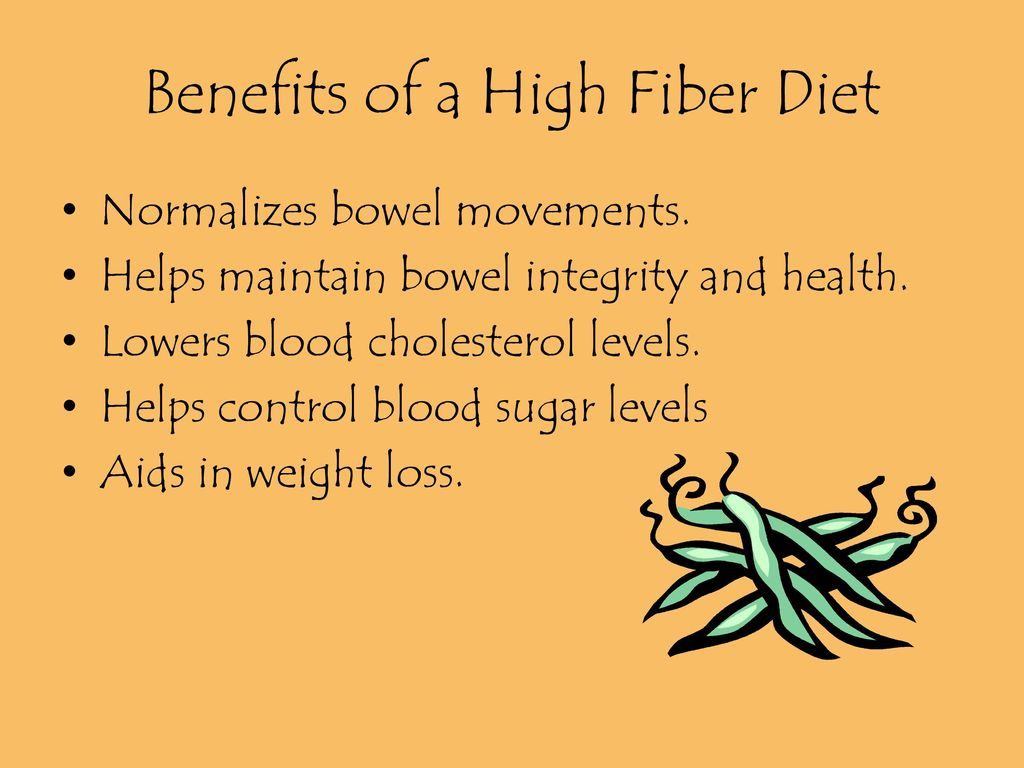 Benefits of a High Fiber Diet
• Normalizes bowel movements.
• Helps maintain bowel integrity and health.
• Lowers blood cholesterol levels.
• Helps control blood sugar levels
• Aids in weight loss.